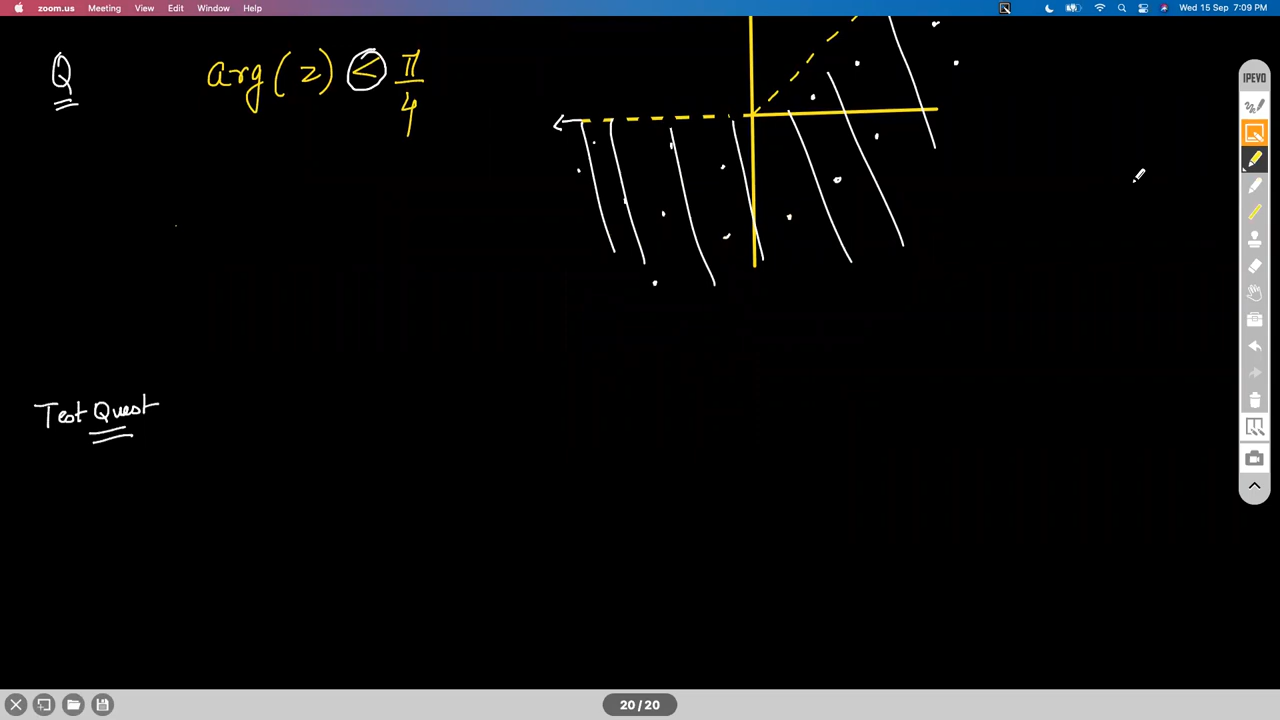 zoom.us Meeting View Edit Window Help Wed 15 Sep 7:09 PM
IPEVO
Q arg(z) < π/4
Test Quest
20 / 20